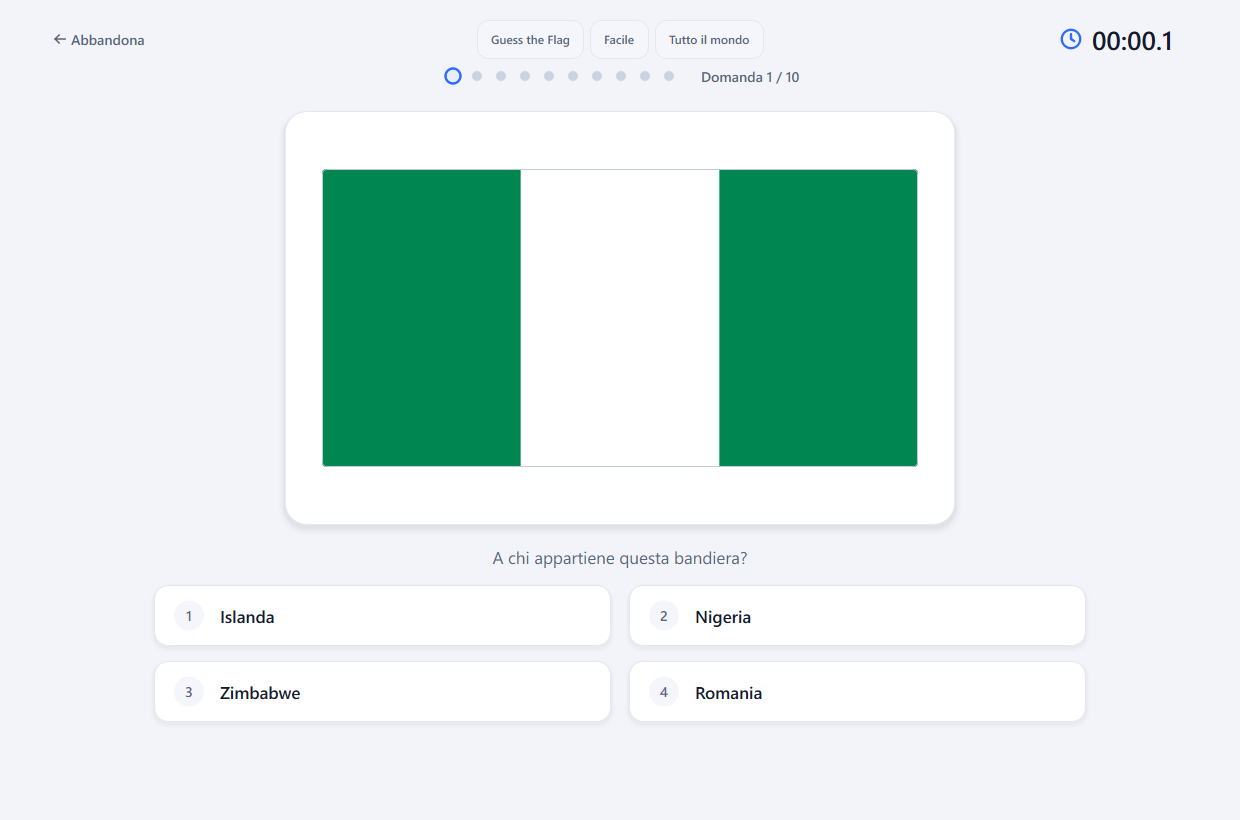 Abbandona
Guess the Flag
Facile
Tutto il mondo
00:00.1
Domanda 1 / 10
A chi appartiene questa bandiera?
1 Islanda
2 Nigeria
3 Zimbabwe
4 Romania